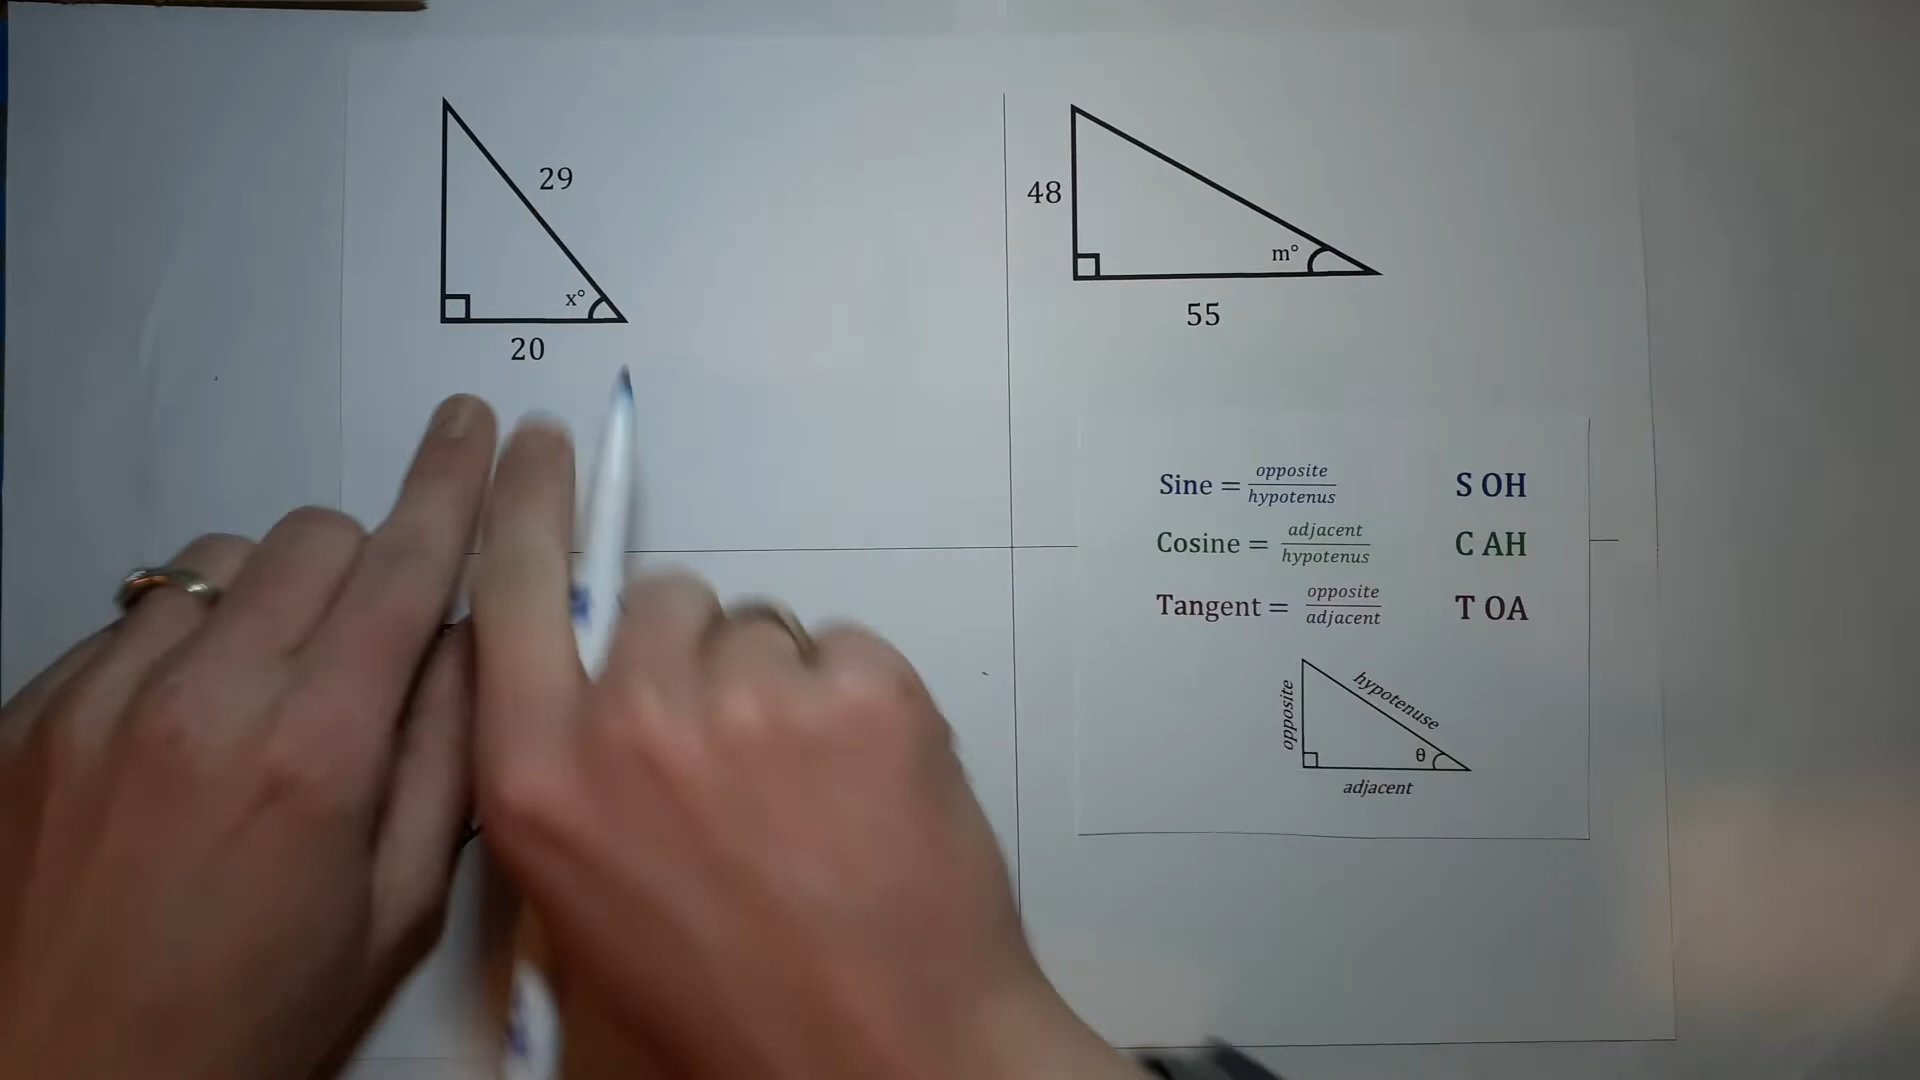 29
x°
20
48
m°
55
Sine = opposite/hypotenus S OH
Cosine = adjacent/hypotenus C AH
Tangent = opposite/adjacent T OA
opposite
hypotenuse
θ
adjacent